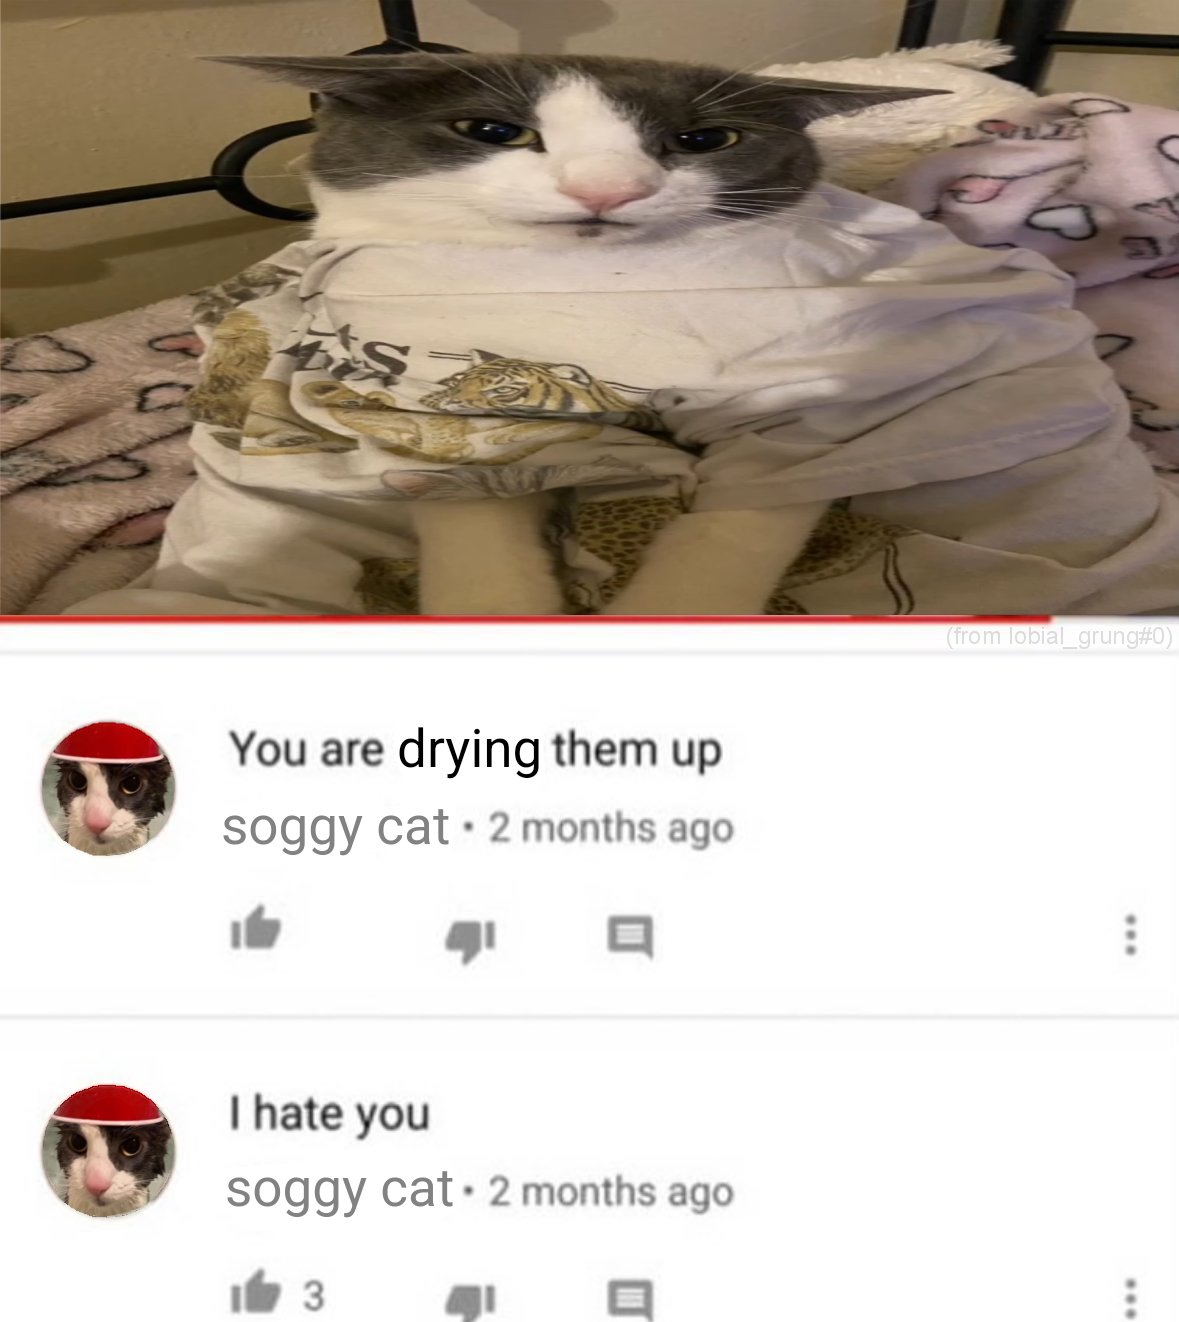 S
(from lobial_grung#0)
You are drying them up
soggy cat • 2 months ago
I hate you
soggy cat • 2 months ago
3